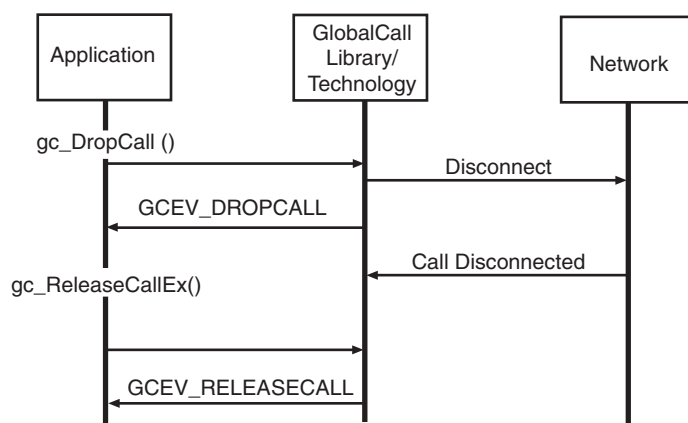 Application
GlobalCall
Library/
Technology
Network
gc_DropCall ()
Disconnect
GCEV_DROPCALL
Call Disconnected
gc_ReleaseCallEx()
GCEV_RELEASECALL